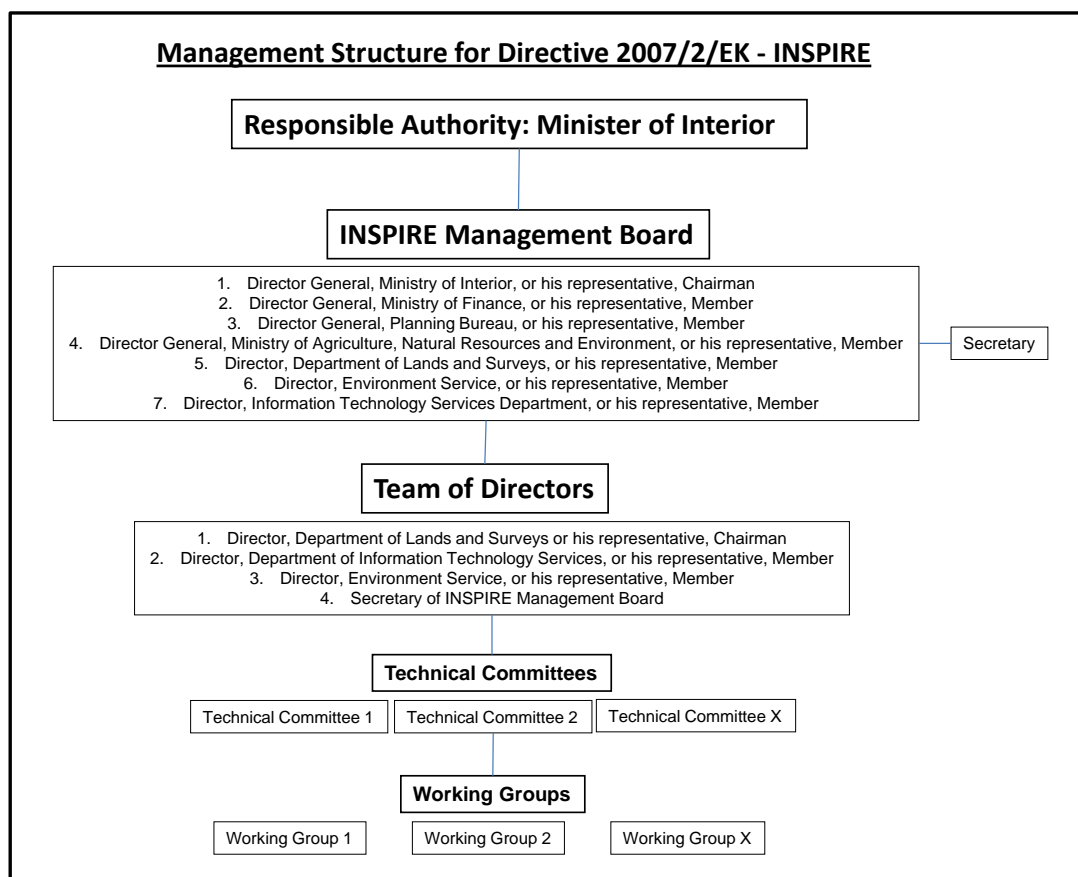 Management Structure for Directive 2007/2/EK - INSPIRE
Responsible Authority: Minister of Interior
INSPIRE Management Board
1. Director General, Ministry of Interior, or his representative, Chairman
2. Director General, Ministry of Finance, or his representative, Member
3. Director General, Planning Bureau, or his representative, Member
4. Director General, Ministry of Agriculture, Natural Resources and Environment, or his representative, Member
5. Director, Department of Lands and Surveys, or his representative, Member
6. Director, Environment Service, or his representative, Member
7. Director, Information Technology Services Department, or his representative, Member
Secretary
Team of Directors
1. Director, Department of Lands and Surveys or his representative, Chairman
2. Director, Department of Information Technology Services, or his representative, Member
3. Director, Environment Service, or his representative, Member
4. Secretary of INSPIRE Management Board
Technical Committees
Technical Committee 1
Technical Committee 2
Technical Committee X
Working Groups
Working Group 1
Working Group 2
Working Group X